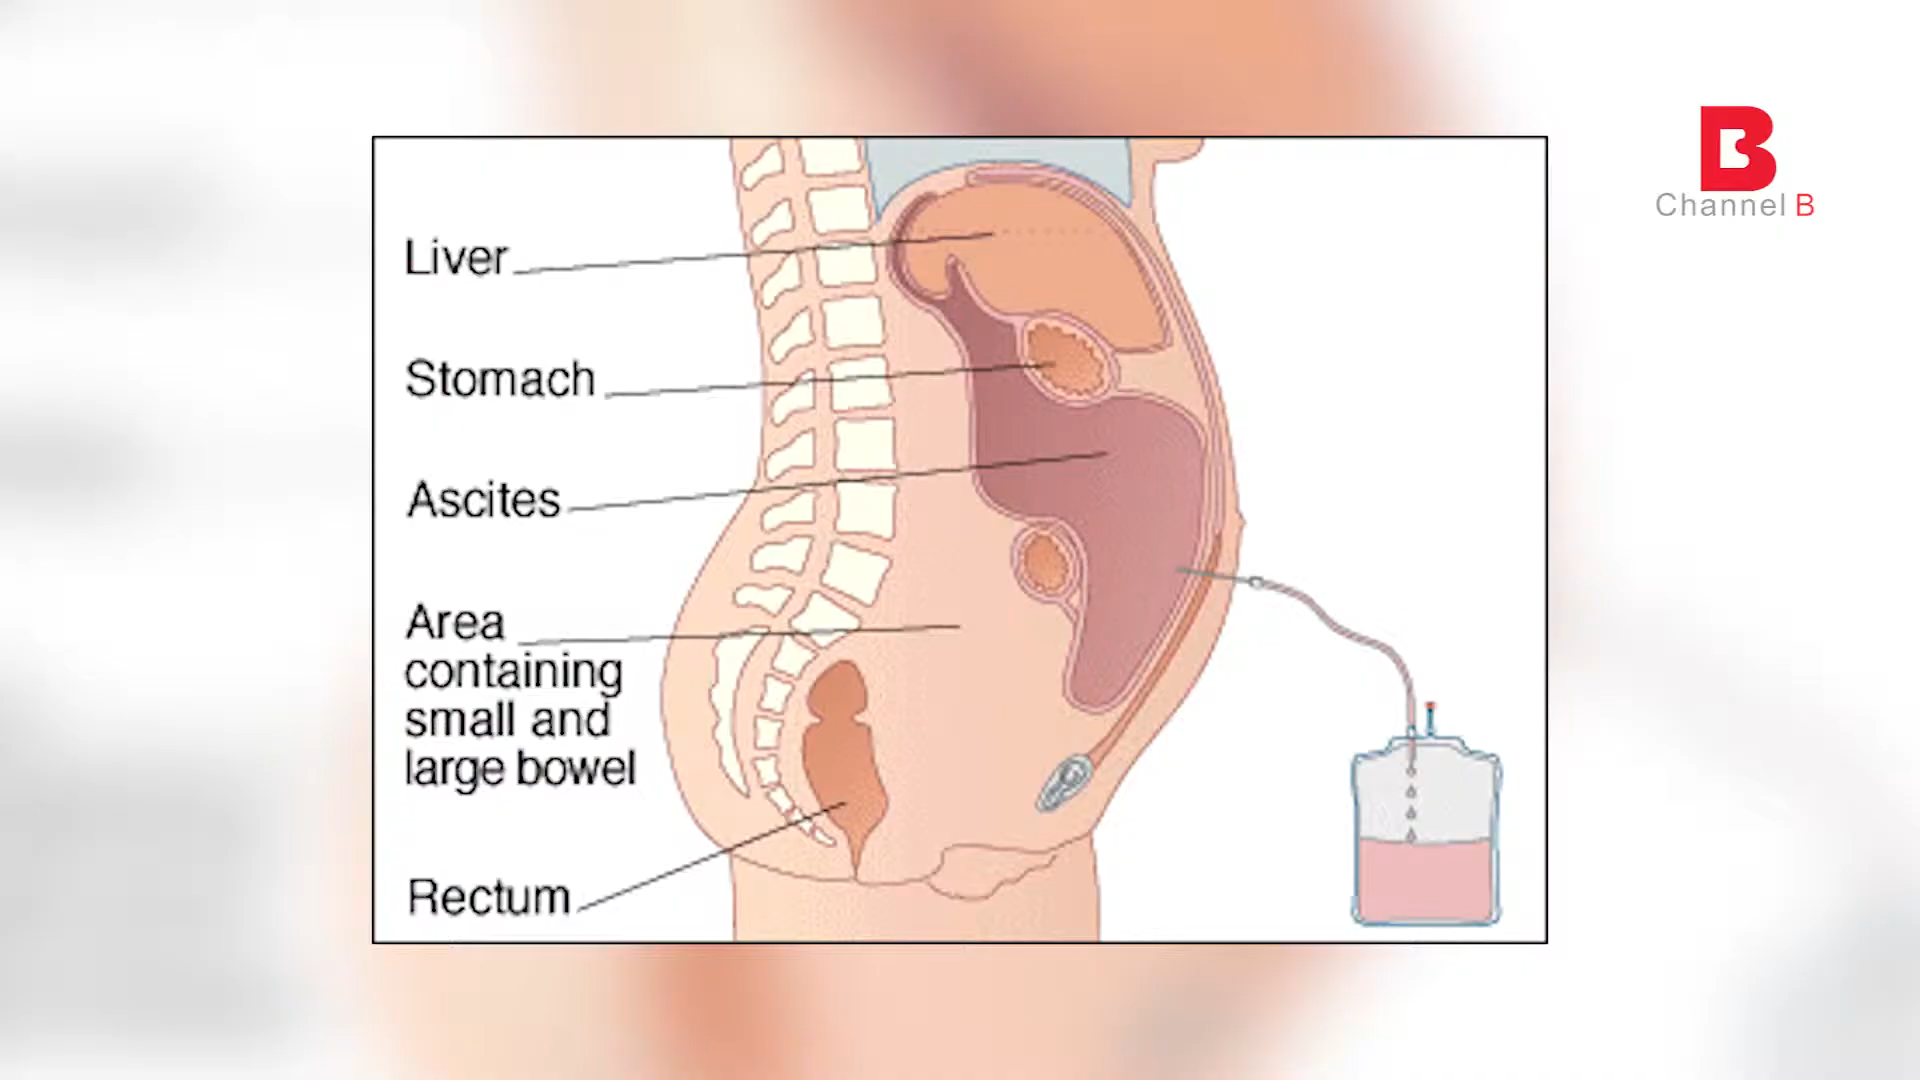 Liver
Stomach
Ascites
Area
containing
small and
large bowel
Rectum
B
Channel B